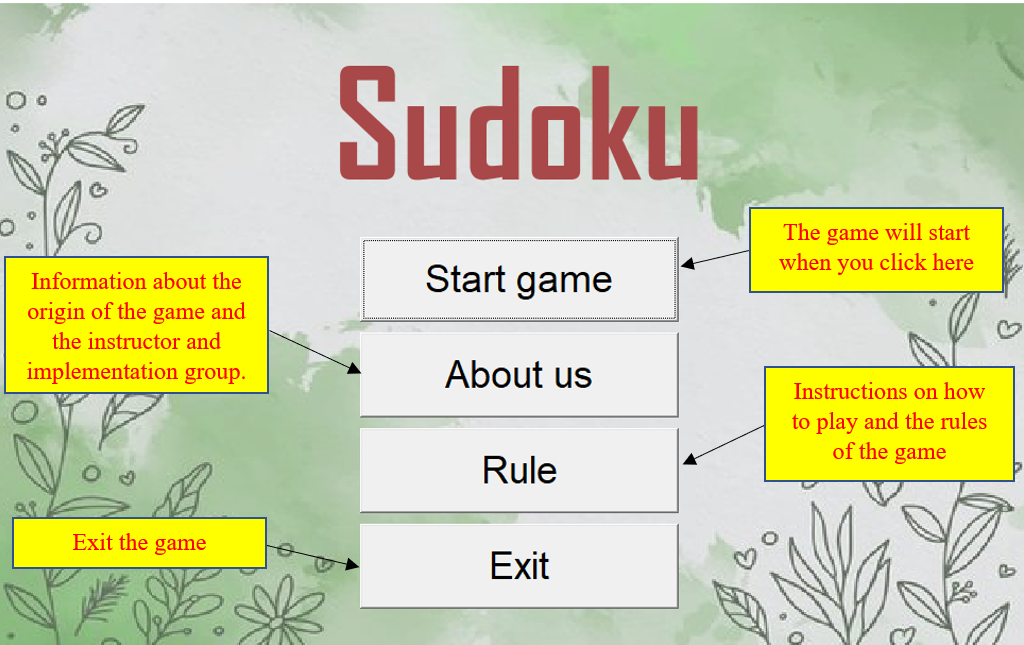 Sudoku
The game will start
when you click here
Start game
Information about the
origin of the game and
the instructor and
implementation group.
About us
Instructions on how
to play and the rules
of the game
Rule
Exit the game
Exit